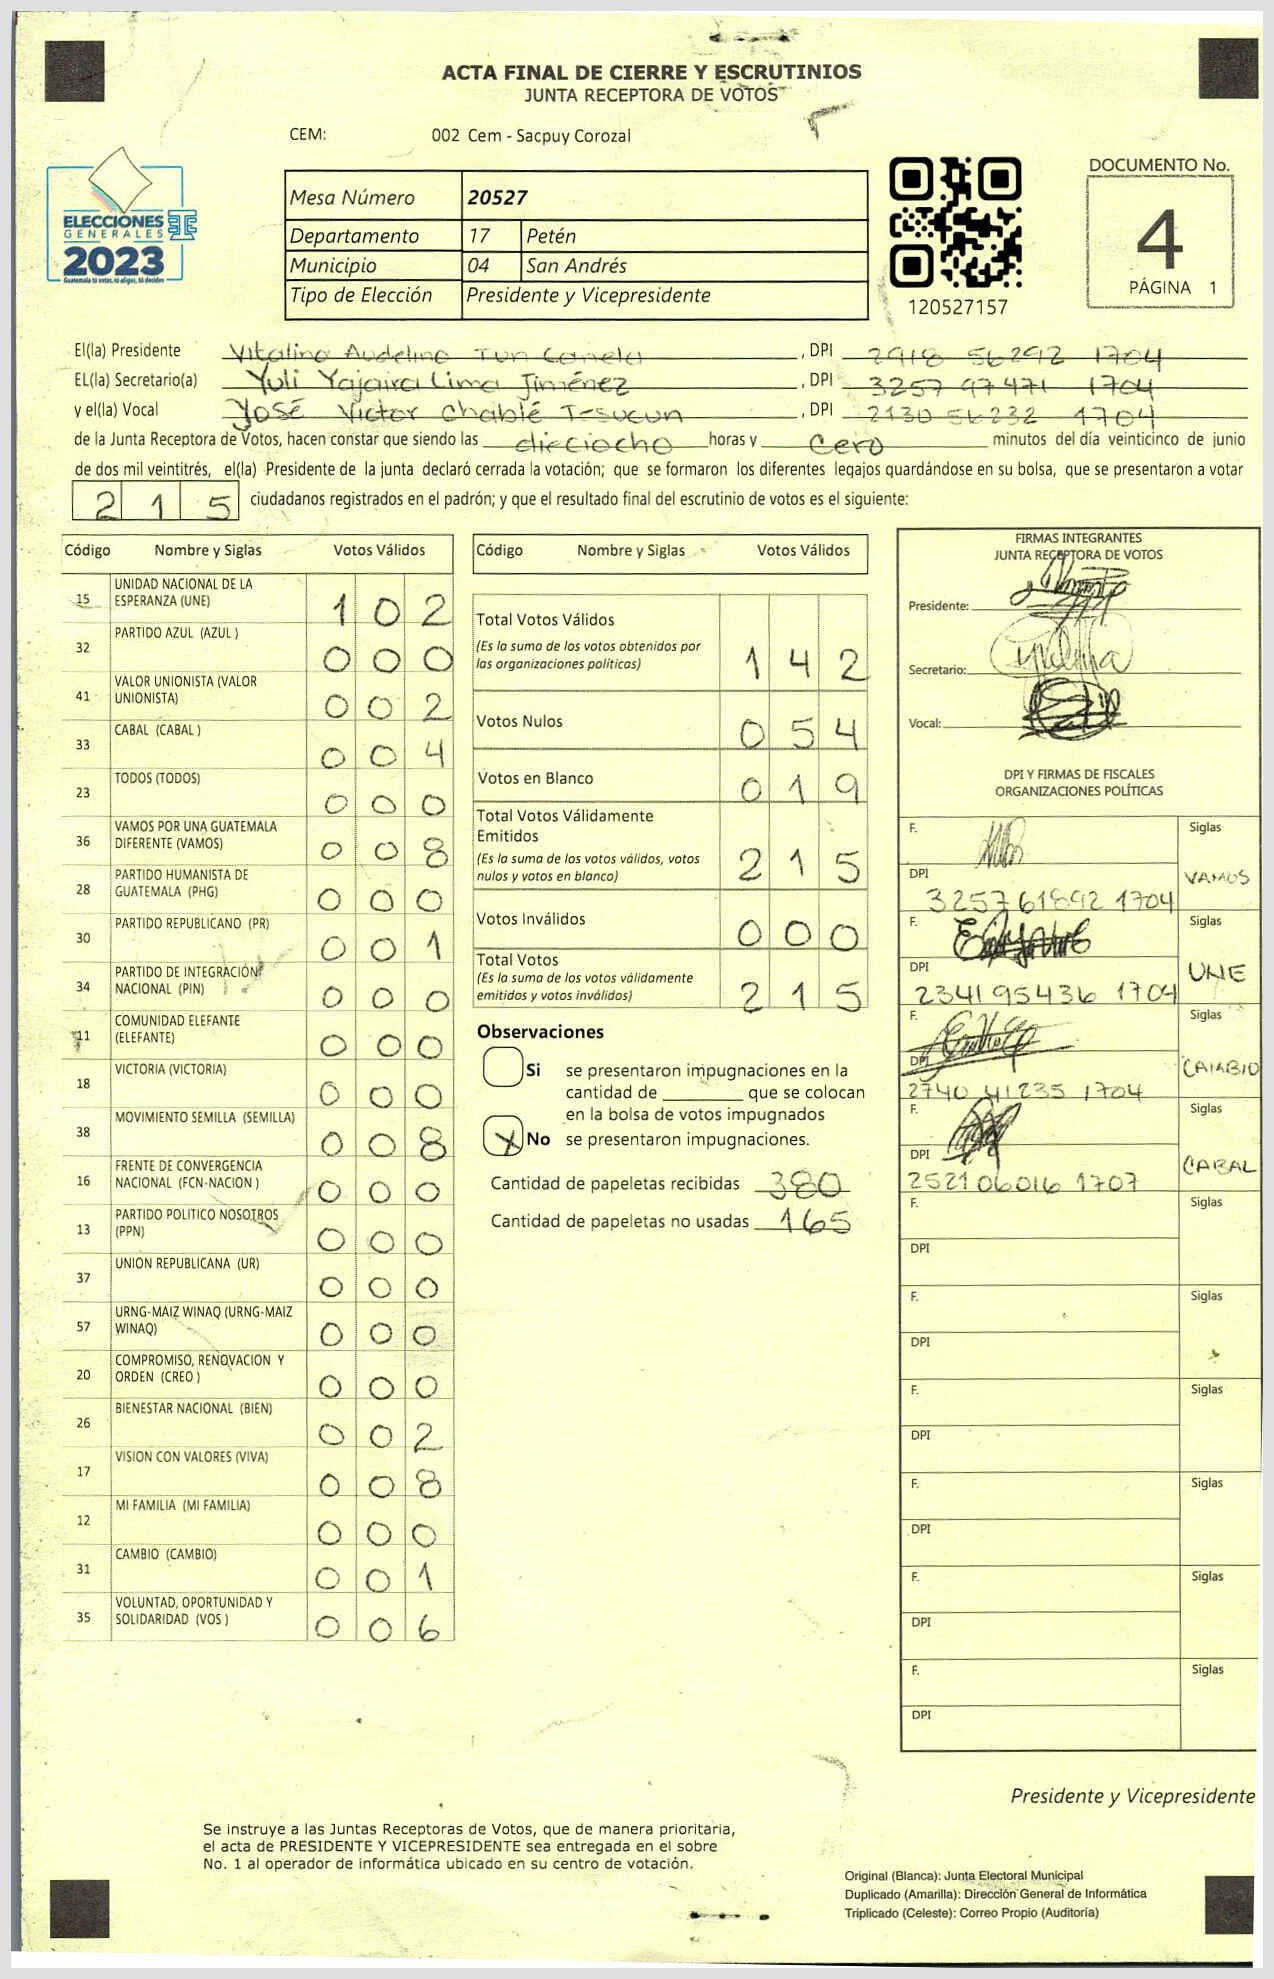 ACTA FINAL DE CIERRE Y ESCRUTINIOS
JUNTA RECEPTORA DE VOTOS
CEM: 002 Cem - Sacpuy Corozal
ELECCIONES
GENERALES
2023
Guatemala tú votas, tú eliges, tú decides
Mesa Número 20527
Departamento 17 Petén
Municipio 04 San Andrés
Tipo de Elección Presidente y Vicepresidente
120527157
DOCUMENTO No.
4
PÁGINA 1
El(la) Presidente Vitalino Audelino Tun Canela, DPI 2918 56292 1704
EL(la) Secretario(a) Yuli Yajaira Lima Jiménez, DPI 3257 97471 1704
y el(la) Vocal José Victor Chablé Tesucun, DPI 2130 56232 1704
de la Junta Receptora de Votos, hacen constar que siendo las dieciocho horas y cero minutos del día veinticinco de junio
de dos mil veintitrés, el(la) Presidente de la junta declaró cerrada la votación; que se formaron los diferentes legajos quardándose en su bolsa, que se presentaron a votar
215 ciudadanos registrados en el padrón; y que el resultado final del escrutinio de votos es el siguiente:
Código Nombre y Siglas Votos Válidos
15 UNIDAD NACIONAL DE LA ESPERANZA (UNE) 1 0 2
32 PARTIDO AZUL (AZUL ) 0 0 0
41 VALOR UNIONISTA (VALOR UNIONISTA) 0 0 2
33 CABAL (CABAL ) 0 0 4
23 TODOS (TODOS) 0 0 0
36 VAMOS POR UNA GUATEMALA DIFERENTE (VAMOS) 0 0 8
28 PARTIDO HUMANISTA DE GUATEMALA (PHG) 0 0 0
30 PARTIDO REPUBLICANO (PR) 0 0 1
34 PARTIDO DE INTEGRACIÓN NACIONAL (PIN) 0 0 0
11 COMUNIDAD ELEFANTE (ELEFANTE) 0 0 0
18 VICTORIA (VICTORIA) 0 0 0
38 MOVIMIENTO SEMILLA (SEMILLA) 0 0 8
16 FRENTE DE CONVERGENCIA NACIONAL (FCN-NACION ) 0 0 0
13 PARTIDO POLITICO NOSOTROS (PPN) 0 0 0
37 UNION REPUBLICANA (UR) 0 0 0
57 URNG-MAIZ WINAQ (URNG-MAIZ WINAQ) 0 0 0
20 COMPROMISO, RENOVACION Y ORDEN (CREO ) 0 0 0
26 BIENESTAR NACIONAL (BIEN) 0 0 2
17 VISION CON VALORES (VIVA) 0 0 8
12 MI FAMILIA (MI FAMILIA) 0 0 0
31 CAMBIO (CAMBIO) 0 0 1
35 VOLUNTAD, OPORTUNIDAD Y SOLIDARIDAD (VOS ) 0 0 6
Código Nombre y Siglas Votos Válidos
Total Votos Válidos
(Es la suma de los votos obtenidos por
las organizaciones políticas) 1 4 2
Votos Nulos 0 5 4
Votos en Blanco 0 1 9
Total Votos Válidamente
Emitidos
(Es la suma de los votos válidos, votos
nulos y votos en blanco) 2 1 5
Votos Inválidos 0 0 0
Total Votos
(Es la suma de los votos válidamente
emitidos y votos inválidos) 2 1 5
Observaciones
Si se presentaron impugnaciones en la
cantidad de ________ que se colocan
en la bolsa de votos impugnados
X No se presentaron impugnaciones.
Cantidad de papeletas recibidas 380
Cantidad de papeletas no usadas 165
FIRMAS INTEGRANTES
JUNTA RECEPTORA DE VOTOS
Presidente:
Secretario:
Vocal:
DPI Y FIRMAS DE FISCALES
ORGANIZACIONES POLÍTICAS
F. Siglas
DPI 3257 61892 1704 VAMOS
F. Siglas
DPI 2341 95436 1704 UNE
F. Siglas
DPI 2740 41235 1704 CAMBIO
F. Siglas
DPI 2521 06016 1707 CABAL
F. Siglas
DPI
F. Siglas
DPI
F. Siglas
DPI
F. Siglas
DPI
F. Siglas
DPI
F. Siglas
DPI
Presidente y Vicepresidente
Se instruye a las Juntas Receptoras de Votos, que de manera prioritaria,
el acta de PRESIDENTE Y VICEPRESIDENTE sea entregada en el sobre
No. 1 al operador de informática ubicado en su centro de votación.
Original (Blanca): Junta Electoral Municipal
Duplicado (Amarilla): Dirección General de Informática
Triplicado (Celeste): Correo Propio (Auditoría)